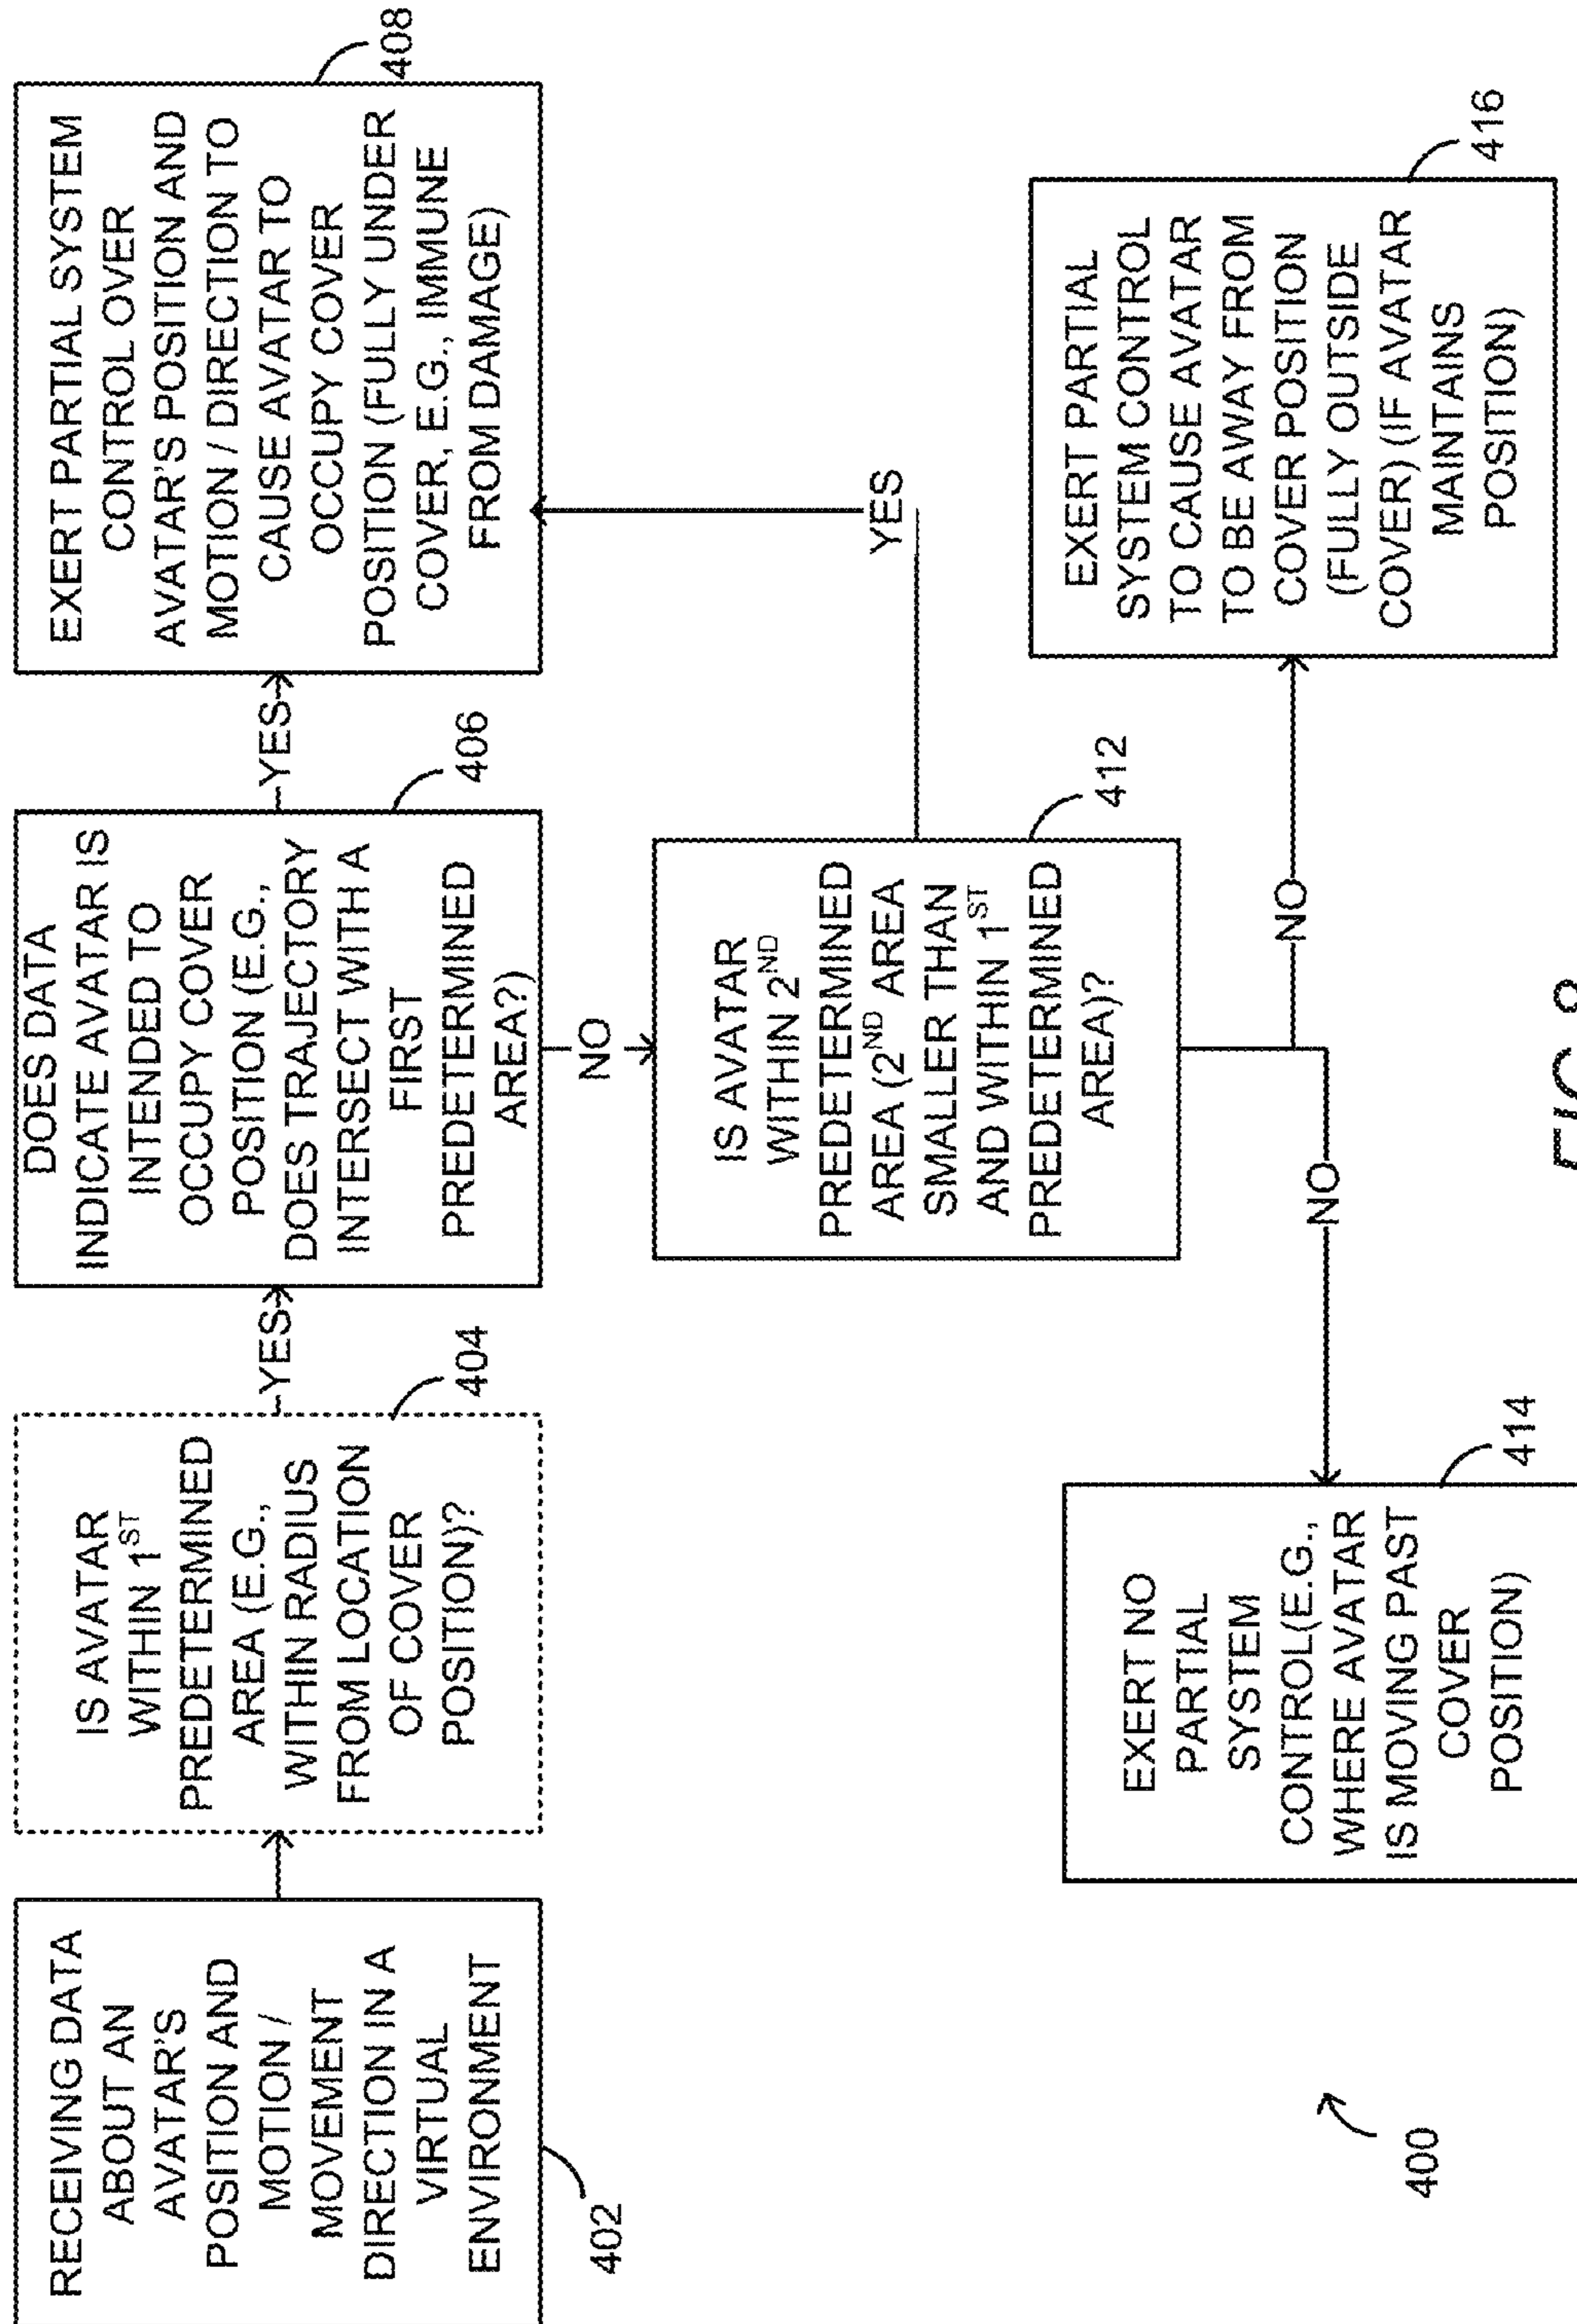 RECEIVING DATA
ABOUT AN
AVATAR'S
POSITION AND
MOTION /
MOVEMENT
DIRECTION IN A
VIRTUAL
ENVIRONMENT
402
IS AVATAR
WITHIN 1ST
PREDETERMINED
AREA (E.G.,
WITHIN RADIUS
FROM LOCATION
OF COVER
POSITION)?
404
YES
DOES DATA
INDICATE AVATAR IS
INTENDED TO
OCCUPY COVER
POSITION (E.G.,
DOES TRAJECTORY
INTERSECT WITH A
FIRST
PREDETERMINED
AREA?)
406
YES
EXERT PARTIAL SYSTEM
CONTROL OVER
AVATAR'S POSITION AND
MOTION / DIRECTION TO
CAUSE AVATAR TO
OCCUPY COVER
POSITION (FULLY UNDER
COVER, E.G., IMMUNE
FROM DAMAGE)
408
NO
IS AVATAR
WITHIN 2ND
PREDETERMINED
AREA (2ND AREA
SMALLER THAN
AND WITHIN 1ST
PREDETERMINED
AREA)?
412
YES
NO
NO
EXERT NO
PARTIAL
SYSTEM
CONTROL(E.G.,
WHERE AVATAR
IS MOVING PAST
COVER
POSITION)
414
EXERT PARTIAL
SYSTEM CONTROL
TO CAUSE AVATAR
TO BE AWAY FROM
COVER POSITION
(FULLY OUTSIDE
COVER) (IF AVATAR
MAINTAINS
POSITION)
416
400
FIG.